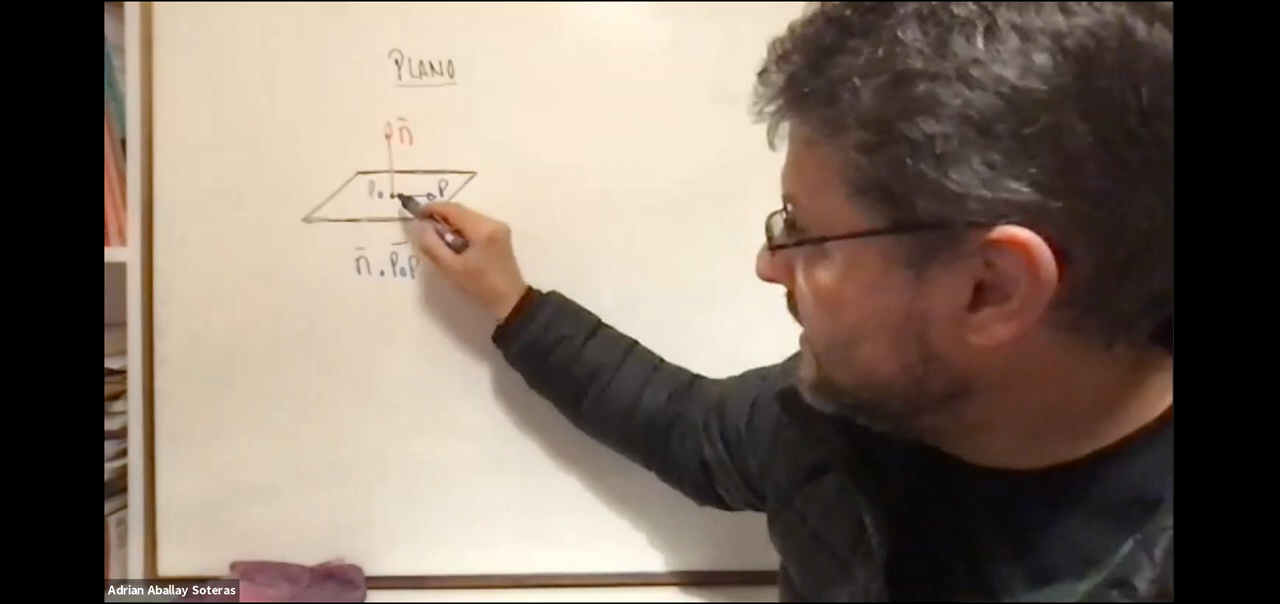 PLANO
n̄
P₀ P
n̄ . P₀P
Adrian Aballay Soteras